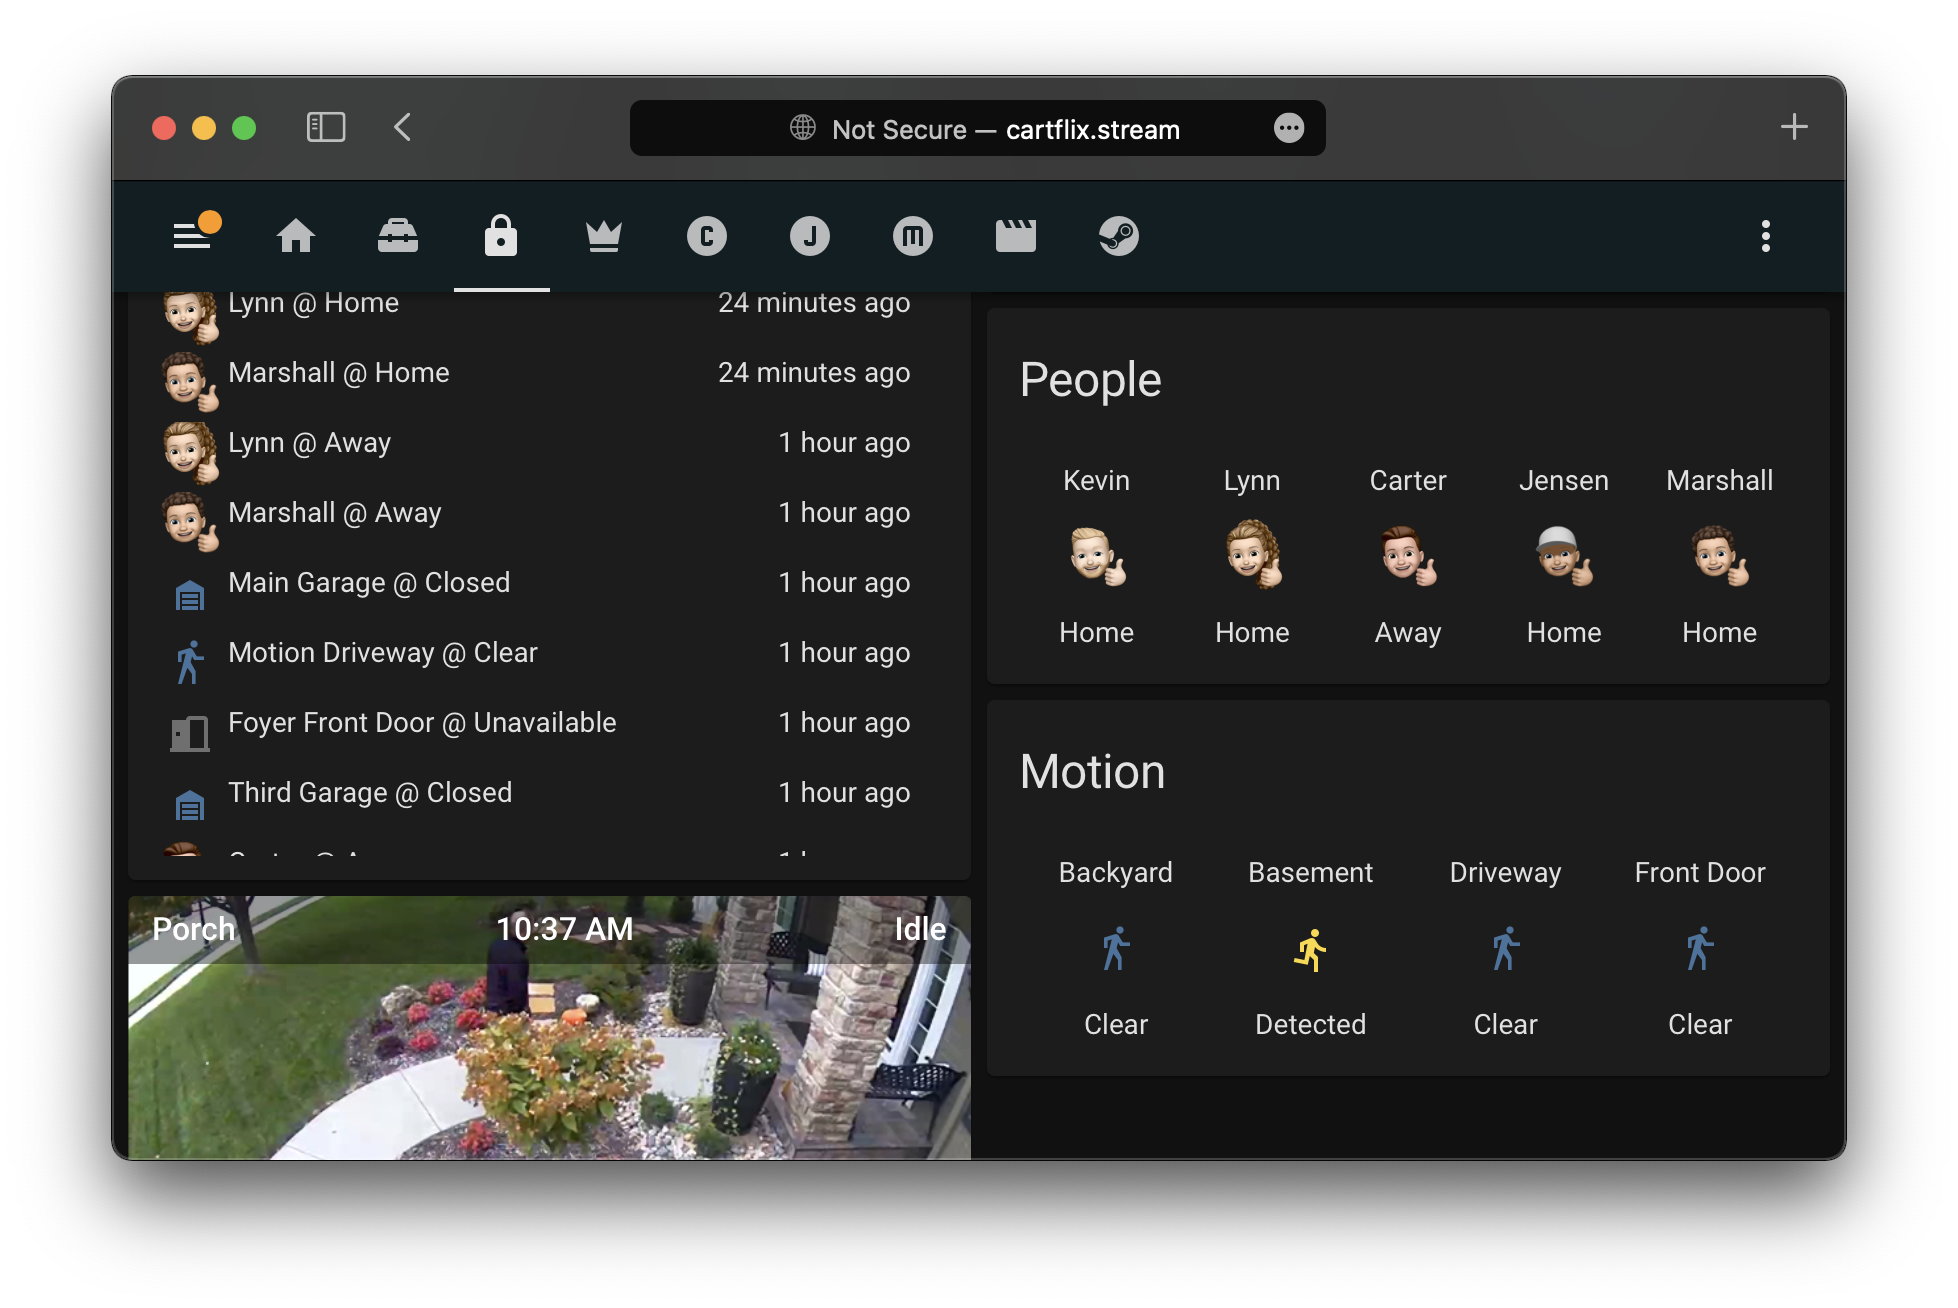 Not Secure — cartflix.stream
C
J
m
Lynn @ Home 24 minutes ago
Marshall @ Home 24 minutes ago
Lynn @ Away 1 hour ago
Marshall @ Away 1 hour ago
Main Garage @ Closed 1 hour ago
Motion Driveway @ Clear 1 hour ago
Foyer Front Door @ Unavailable 1 hour ago
Third Garage @ Closed 1 hour ago
Porch 10:37 AM Idle
People
Kevin Lynn Carter Jensen Marshall
Home Home Away Home Home
Motion
Backyard Basement Driveway Front Door
Clear Detected Clear Clear